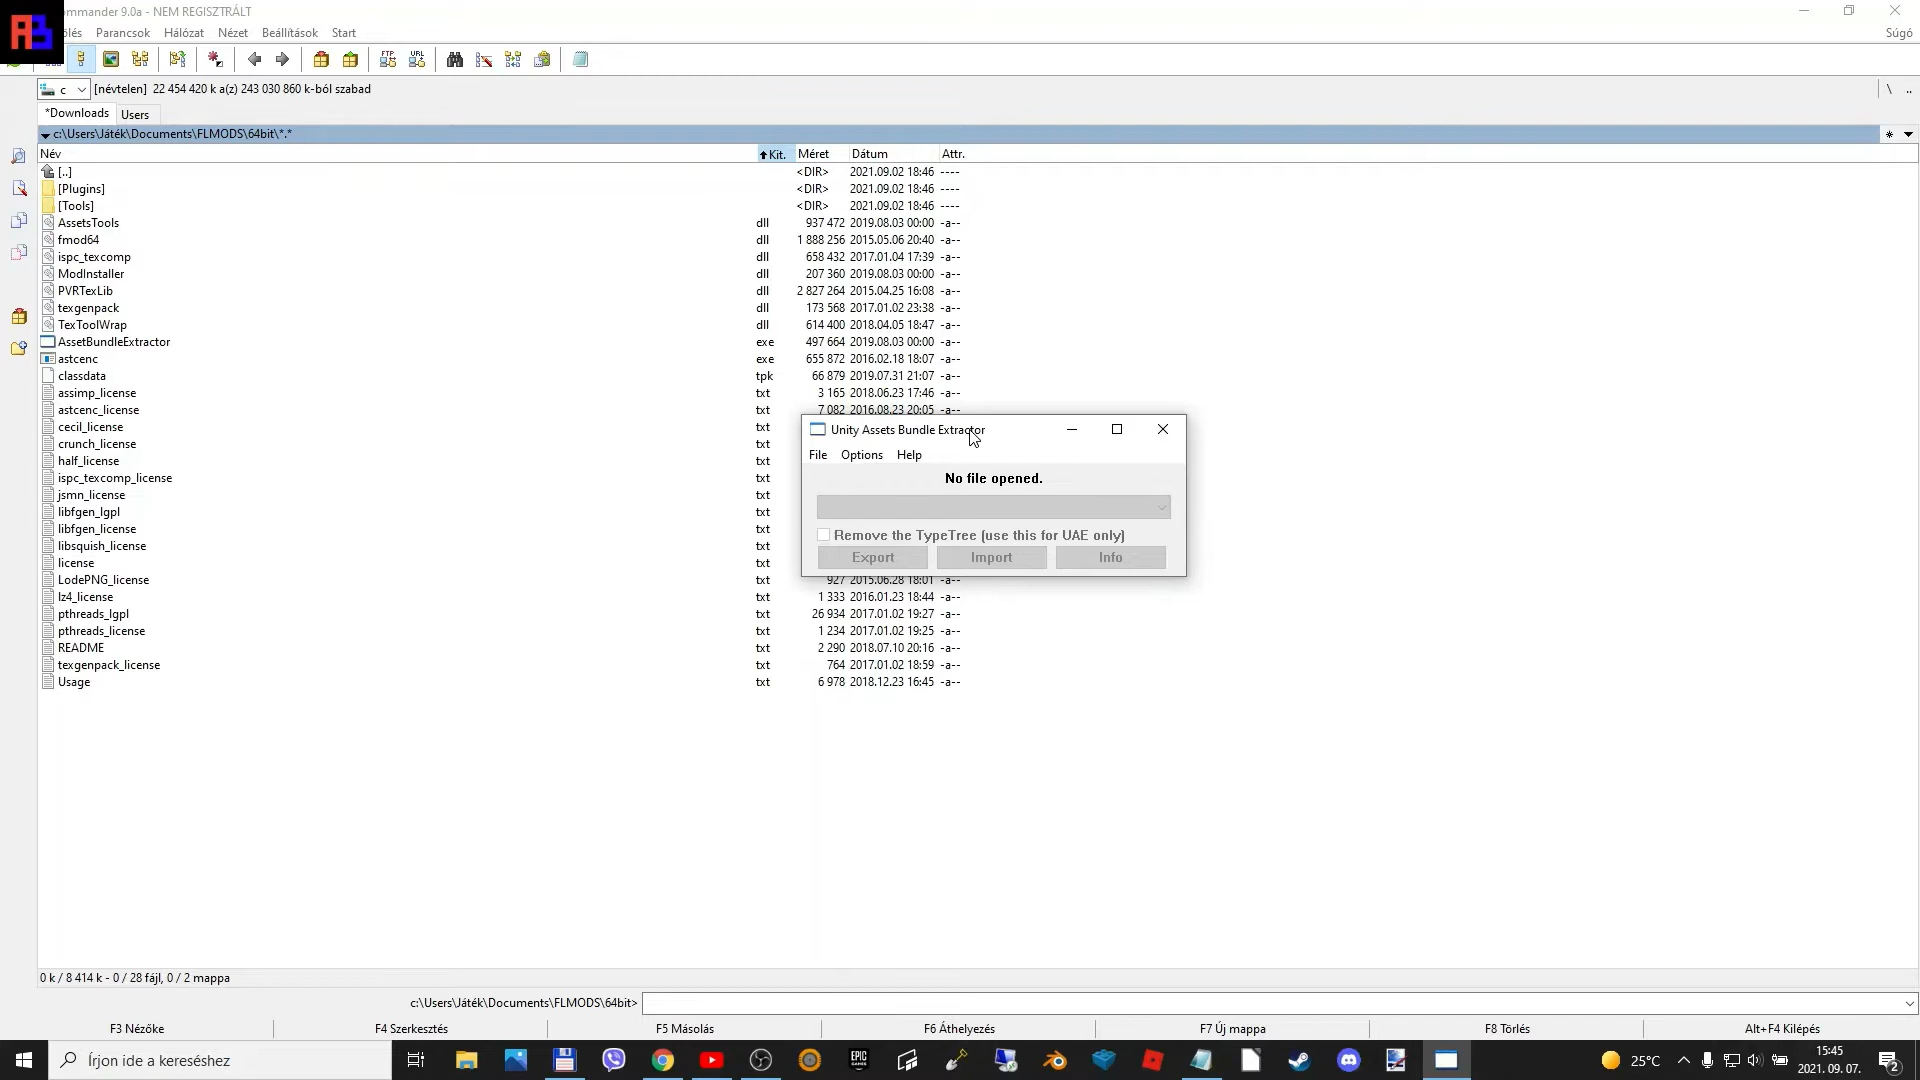 AB
ommander 9.0a - NEM REGISZTRÁLT
ölés Parancsok Hálózat Nézet Beállítások Start Súgó
FTP URL
c [névtelen] 22 454 420 k a(z) 243 030 860 k-ból szabad \ ..
*Downloads Users
c:\Users\Játék\Documents\FLMODS\64bit\*.* *
Név Kit. Méret Dátum Attr.
[..] <DIR> 2021.09.02 18:46 ----
[Plugins] <DIR> 2021.09.02 18:46 ----
[Tools] <DIR> 2021.09.02 18:46 ----
AssetsTools dll 937 472 2019.08.03 00:00 -a--
fmod64 dll 1 888 256 2015.05.06 20:40 -a--
ispc_texcomp dll 658 432 2017.01.04 17:39 -a--
ModInstaller dll 207 360 2019.08.03 00:00 -a--
PVRTexLib dll 2 827 264 2015.04.25 16:08 -a--
texgenpack dll 173 568 2017.01.02 23:38 -a--
TexToolWrap dll 614 400 2018.04.05 18:47 -a--
AssetBundleExtractor exe 497 664 2019.08.03 00:00 -a--
astcenc exe 655 872 2016.02.18 18:07 -a--
classdata tpk 66 879 2019.07.31 21:07 -a--
assimp_license txt 3 165 2018.06.23 17:46 -a--
astcenc_license txt 7 082 2016.08.23 20:05 -a--
cecil_license txt
crunch_license txt
half_license txt
ispc_texcomp_license txt
jsmn_license txt
libfgen_lgpl txt
libfgen_license txt
libsquish_license txt
license txt
LodePNG_license txt 927 2015.06.28 18:01 -a--
lz4_license txt 1 333 2016.01.23 18:44 -a--
pthreads_lgpl txt 26 934 2017.01.02 19:27 -a--
pthreads_license txt 1 234 2017.01.02 19:25 -a--
README txt 2 290 2018.07.10 20:16 -a--
texgenpack_license txt 764 2017.01.02 18:59 -a--
Usage txt 6 978 2018.12.23 16:45 -a--
Unity Assets Bundle Extractor
File Options Help
No file opened.
Remove the TypeTree (use this for UAE only)
Export Import Info
0 k / 8 414 k - 0 / 28 fájl, 0 / 2 mappa
c:\Users\Játék\Documents\FLMODS\64bit>
F3 Nézőke F4 Szerkesztés F5 Másolás F6 Áthelyezés F7 Új mappa F8 Törlés Alt+F4 Kilépés
Írjon ide a kereséshez EPIC GAMES 25°C 15:45
2021. 09. 07. 2